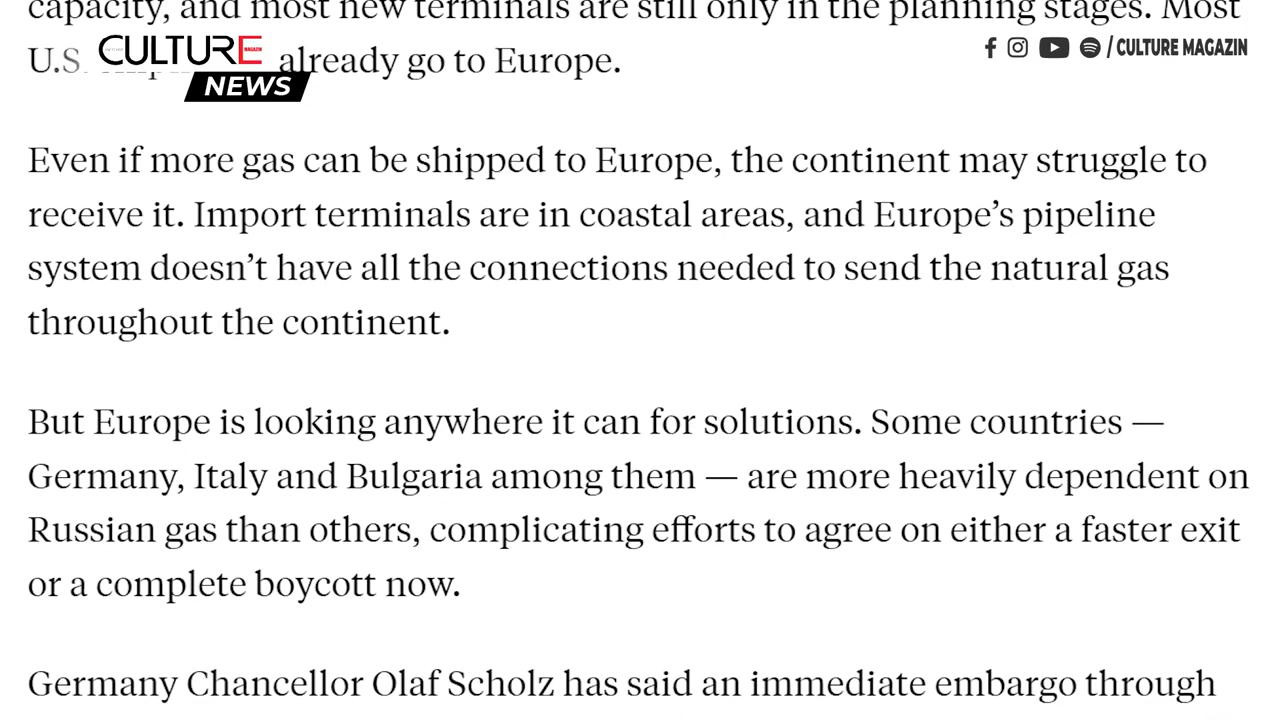 capacity, and most new terminals are still only in the planning stages. Most
CULTURE MAGAZIN
NEWS
/ CULTURE MAGAZIN
U.S. already go to Europe.
Even if more gas can be shipped to Europe, the continent may struggle to
receive it. Import terminals are in coastal areas, and Europe’s pipeline
system doesn’t have all the connections needed to send the natural gas
throughout the continent.
But Europe is looking anywhere it can for solutions. Some countries —
Germany, Italy and Bulgaria among them — are more heavily dependent on
Russian gas than others, complicating efforts to agree on either a faster exit
or a complete boycott now.
Germany Chancellor Olaf Scholz has said an immediate embargo through